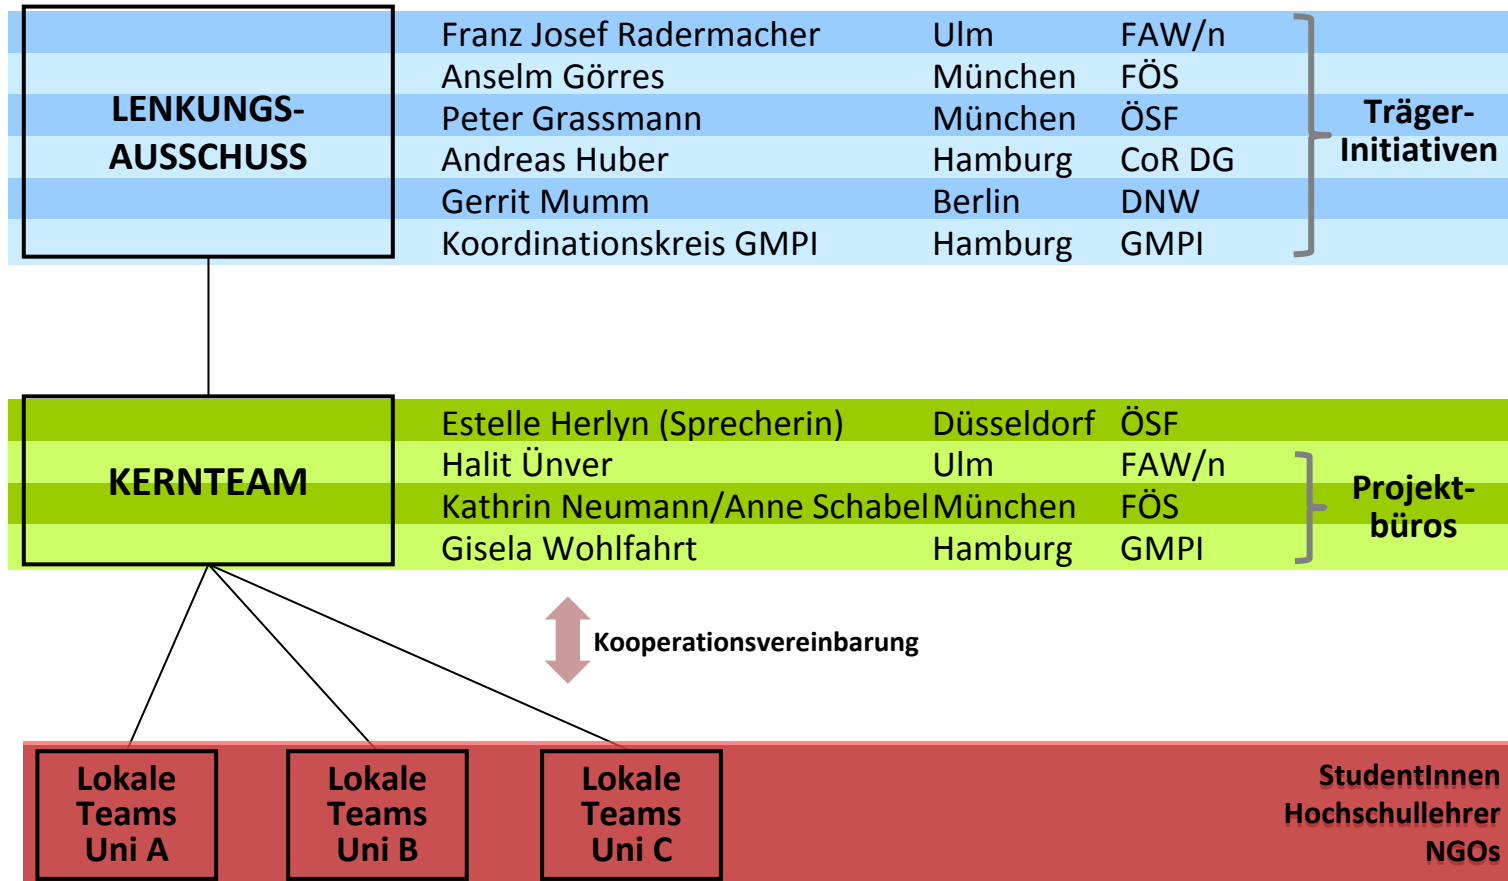 LENKUNGS-
AUSSCHUSS
Franz Josef Radermacher Ulm FAW/n
Anselm Görres München FÖS
Peter Grassmann München ÖSF
Andreas Huber Hamburg CoR DG
Gerrit Mumm Berlin DNW
Koordinationskreis GMPI Hamburg GMPI
Träger-
Initiativen
KERNTEAM
Estelle Herlyn (Sprecherin) Düsseldorf ÖSF
Halit Ünver Ulm FAW/n
Kathrin Neumann/Anne Schabel München FÖS
Gisela Wohlfahrt Hamburg GMPI
Projekt-
büros
Kooperationsvereinbarung
Lokale
Teams
Uni A
Lokale
Teams
Uni B
Lokale
Teams
Uni C
StudentInnen
Hochschullehrer
NGOs